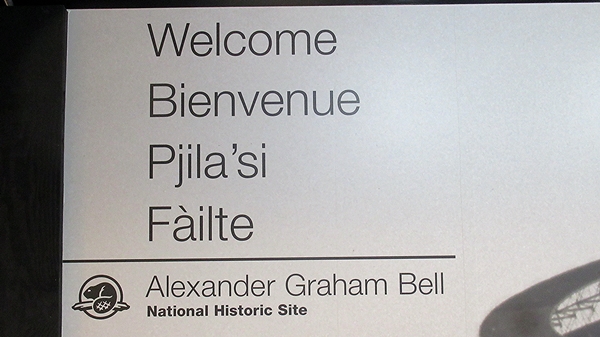 Welcome
Bienvenue
Pjila'si
Fàilte
Alexander Graham Bell
National Historic Site